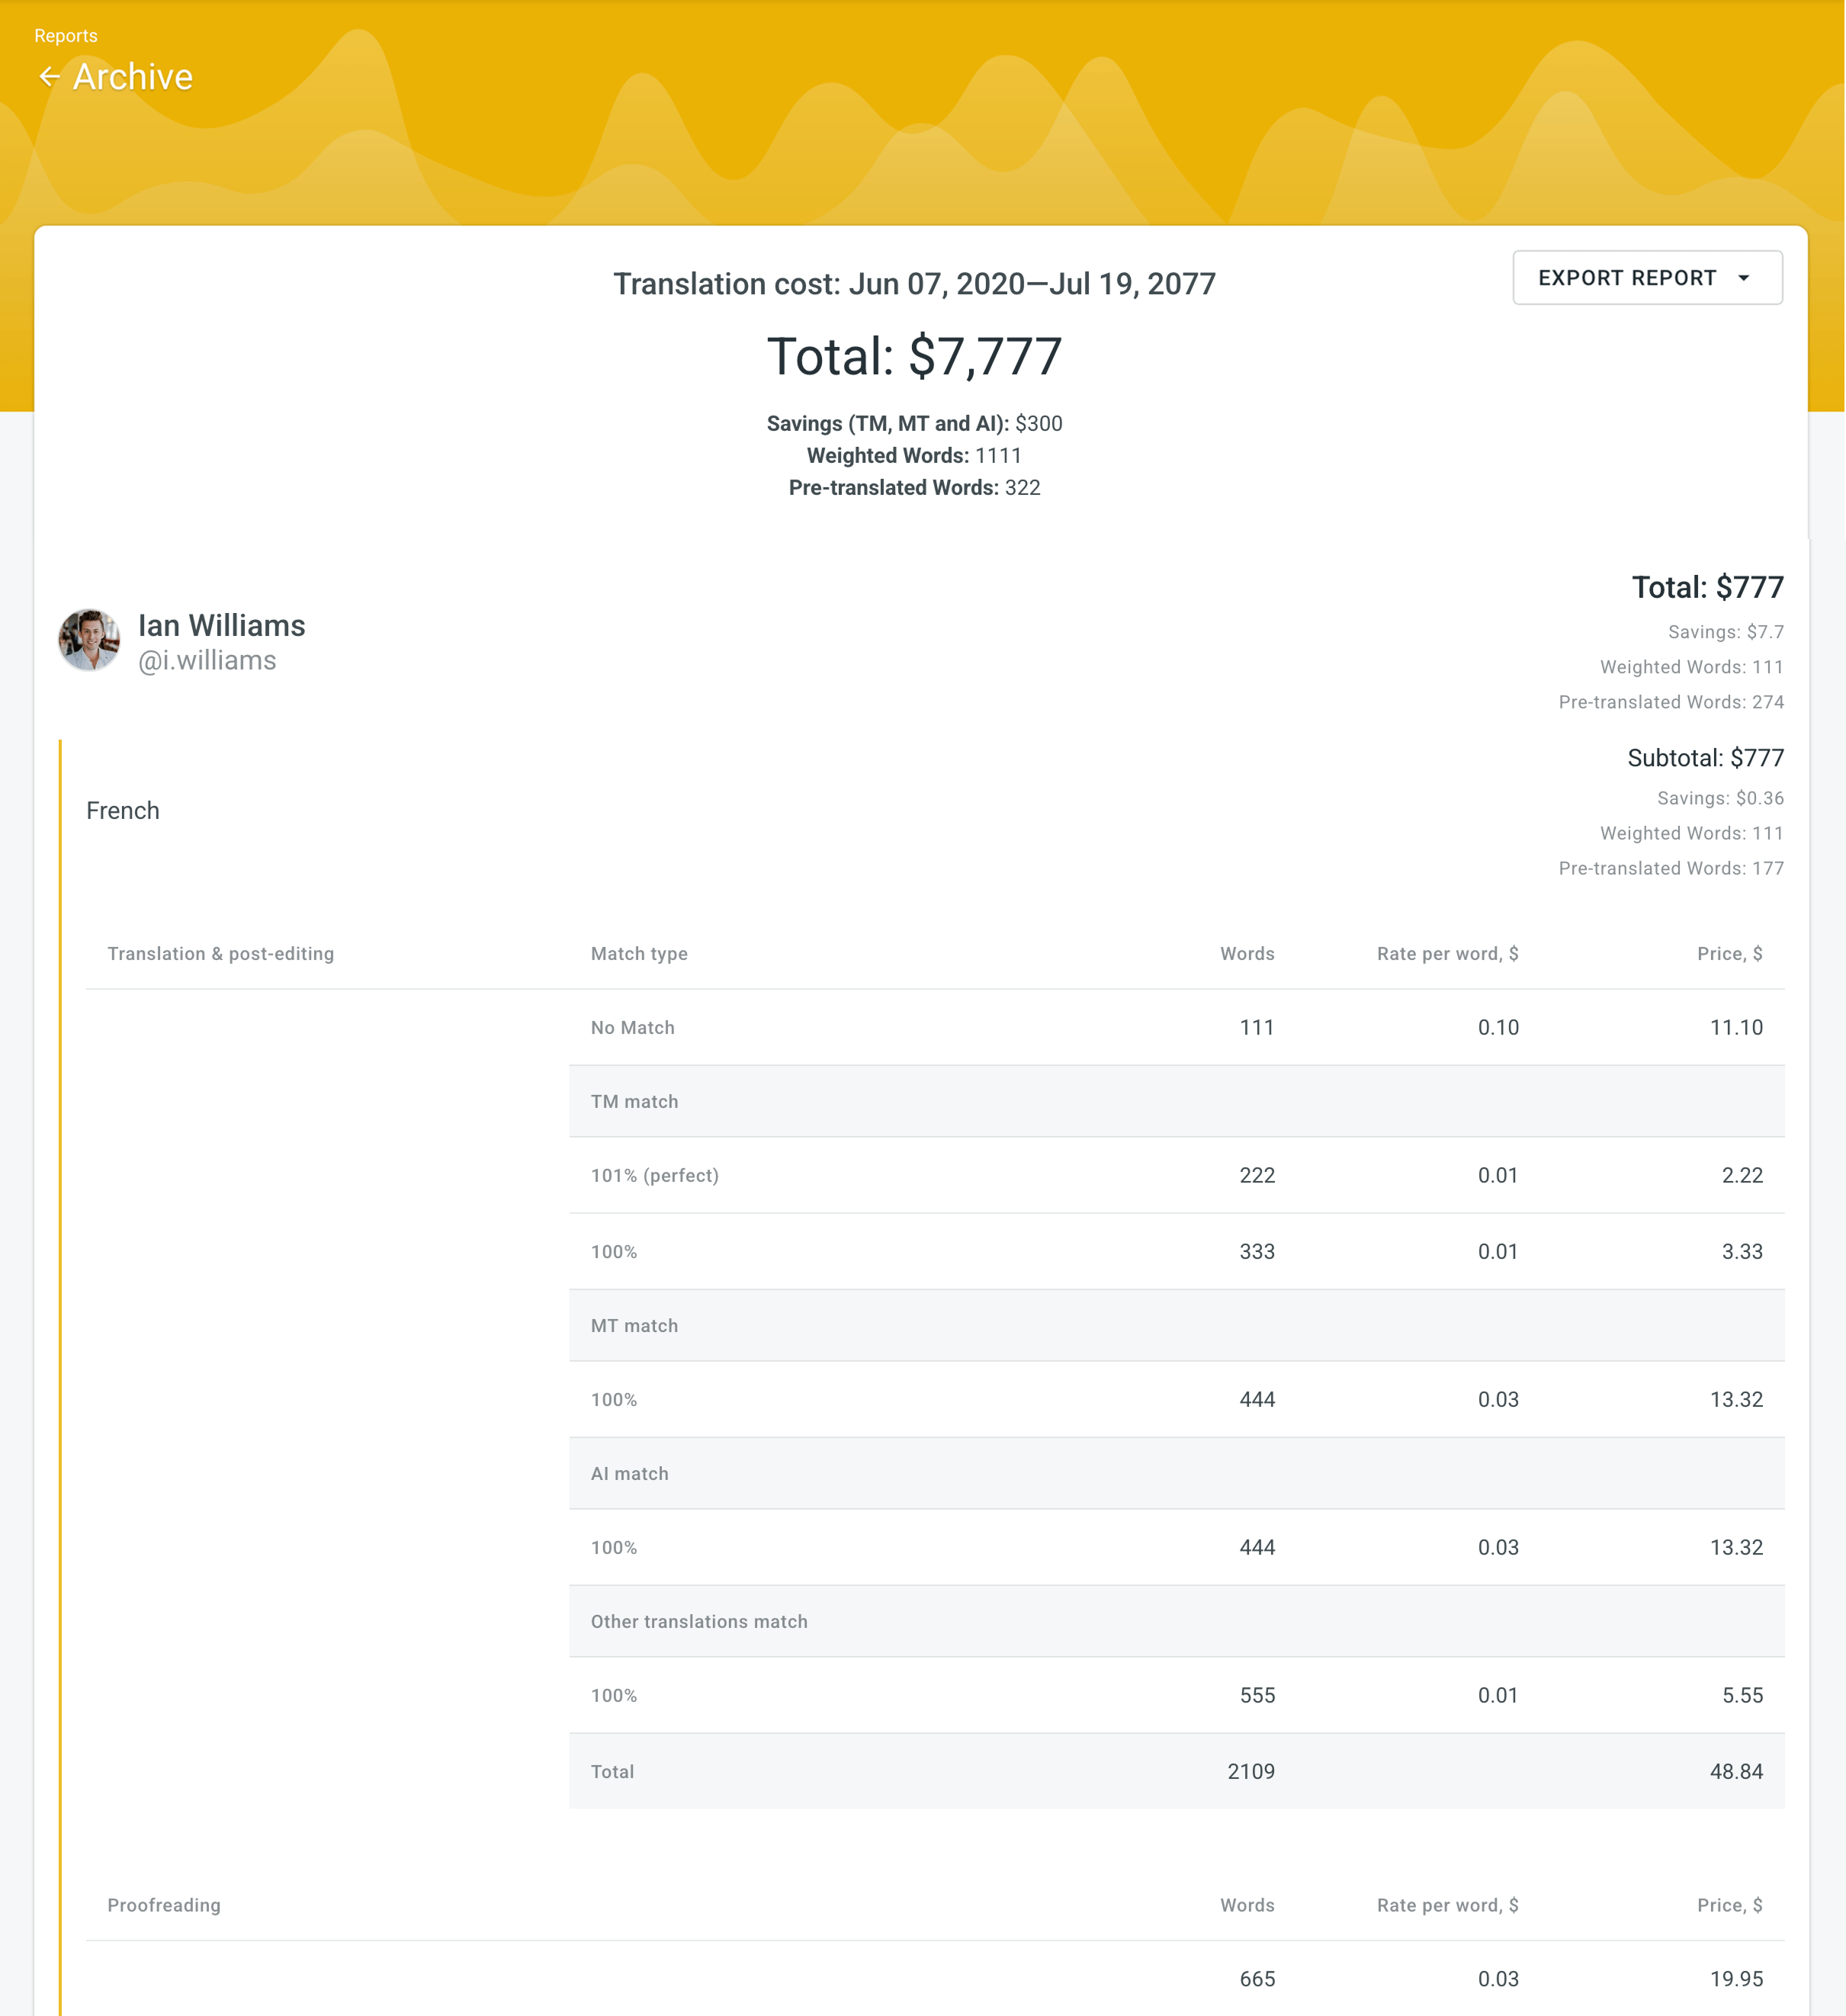 Reports
Archive
Translation cost: Jun 07, 2020—Jul 19, 2077
EXPORT REPORT
Total: $7,777
Savings (TM, MT and AI): $300
Weighted Words: 1111
Pre-translated Words: 322
Ian Williams
@i.williams
Total: $777
Savings: $7.7
Weighted Words: 111
Pre-translated Words: 274
French
Subtotal: $777
Savings: $0.36
Weighted Words: 111
Pre-translated Words: 177
Translation & post-editing Match type Words Rate per word, $ Price, $
No Match 111 0.10 11.10
TM match
101% (perfect) 222 0.01 2.22
100% 333 0.01 3.33
MT match
100% 444 0.03 13.32
AI match
100% 444 0.03 13.32
Other translations match
100% 555 0.01 5.55
Total 2109 48.84
Proofreading Words Rate per word, $ Price, $
665 0.03 19.95